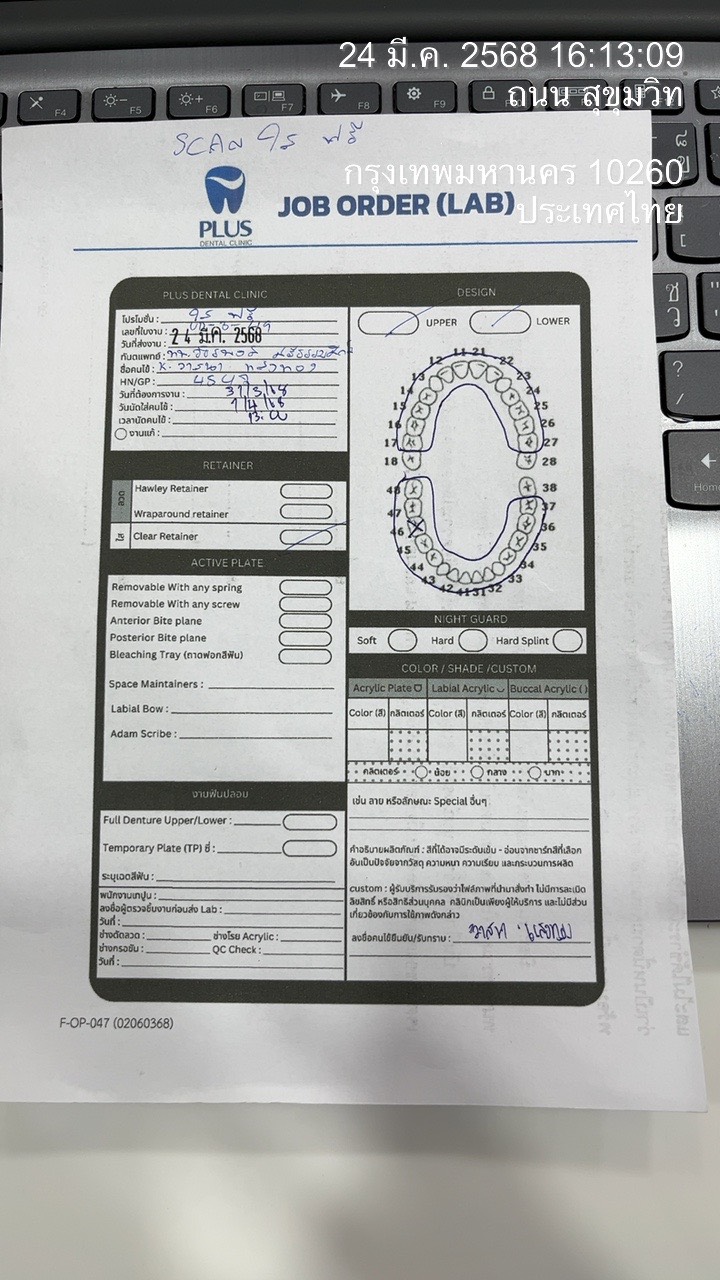 24 มี.ค. 2568 16:13:09
ถนน สุขุมวิท
กรุงเทพมหานคร 10260
ประเทศไทย
F4 F5 F6 F7 F8 F9
SCAN จัด ฟรี
PLUS
DENTAL CLINIC
JOB ORDER (LAB)
PLUS DENTAL CLINIC
โปรโมชั่น : ฟรี
เลขที่ใบงาน :
วันที่ส่งงาน : 24 มี.ค. 2568
ทันตแพทย์ :
ชื่อคนไข้ : K.
HN/GP :
วันที่ต้องการงาน : 31/3/68
วันนัดใส่คนไข้ : 1/4/68
เวลานัดคนไข้ : 13.00
งานแก้ :
RETAINER
ลวด
Hawley Retainer
Wraparound retainer
ใส
Clear Retainer
ACTIVE PLATE
Removable With any spring
Removable With any screw
Anterior Bite plane
Posterior Bite plane
Bleaching Tray (ถาดฟอกสีฟัน)
Space Maintainers :
Labial Bow :
Adam Scribe :
งานฟันปลอม
Full Denture Upper/Lower :
Temporary Plate (TP) ซี่ :
ระบุเฉดสีฟัน :
พนักงานเทปูน :
ลงชื่อผู้ตรวจชิ้นงานก่อนส่ง Lab :
วันที่ :
ช่างดัดลวด : ช่างโรย Acrylic :
ช่างกรอขัน : QC Check :
วันที่ :
DESIGN
UPPER LOWER
11 21
12 22
13 23
14 24
15 25
16 26
17 27
18 28
48 38
47 37
46 36
45 35
44 34
43 33
42 41 31 32
NIGHT GUARD
Soft Hard Hard Splint
COLOR / SHADE /CUSTOM
Acrylic Plate Labial Acrylic Buccal Acrylic ( )
Color (สี) กลิตเตอร์ Color (สี) กลิตเตอร์ Color (สี) กลิตเตอร์
กลิตเตอร์ น้อย กลาง มาก
เช่น ลาย หรือลักษณะ Special อื่นๆ
คำอธิบายผลิตภัณฑ์ : สีที่ได้อาจมีระดับเข้ม - อ่อนจากชาร์ทสีที่เลือก
อันเป็นปัจจัยจากวัสดุ ความหนา ความเรียบ และกระบวนการผลิต
custom : ผู้รับบริการรับรองว่าไฟล์ภาพที่นำมาสั่งทำ ไม่มีการละเมิด
ลิขสิทธิ์ หรือสิทธิส่วนบุคคล คลินิกเป็นเพียงผู้ให้บริการ และไม่มีส่วน
เกี่ยวข้องกับการใช้ภาพดังกล่าว
ลงชื่อคนไข้ยืนยัน/รับทราบ :
F-OP-047 (02060368)